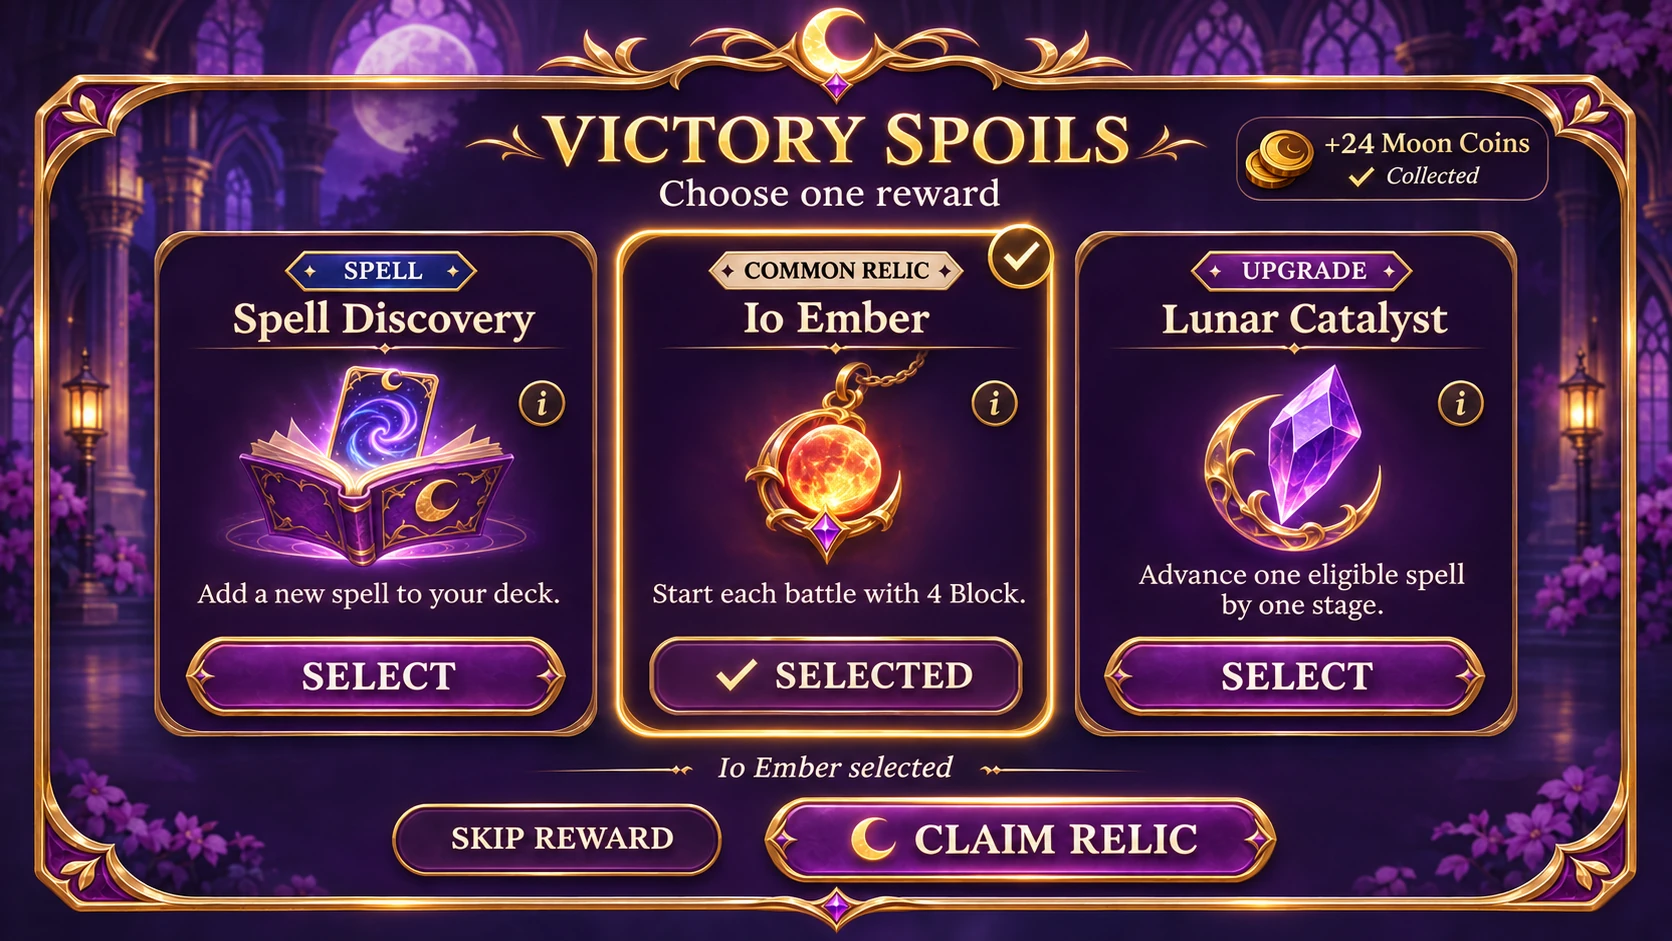 VICTORY SPOILS
Choose one reward
+24 Moon Coins
Collected
SPELL
Spell Discovery
i
Add a new spell to your deck.
SELECT
COMMON RELIC
Io Ember
i
Start each battle with 4 Block.
SELECTED
UPGRADE
Lunar Catalyst
i
Advance one eligible spell
by one stage.
SELECT
Io Ember selected
SKIP REWARD
CLAIM RELIC